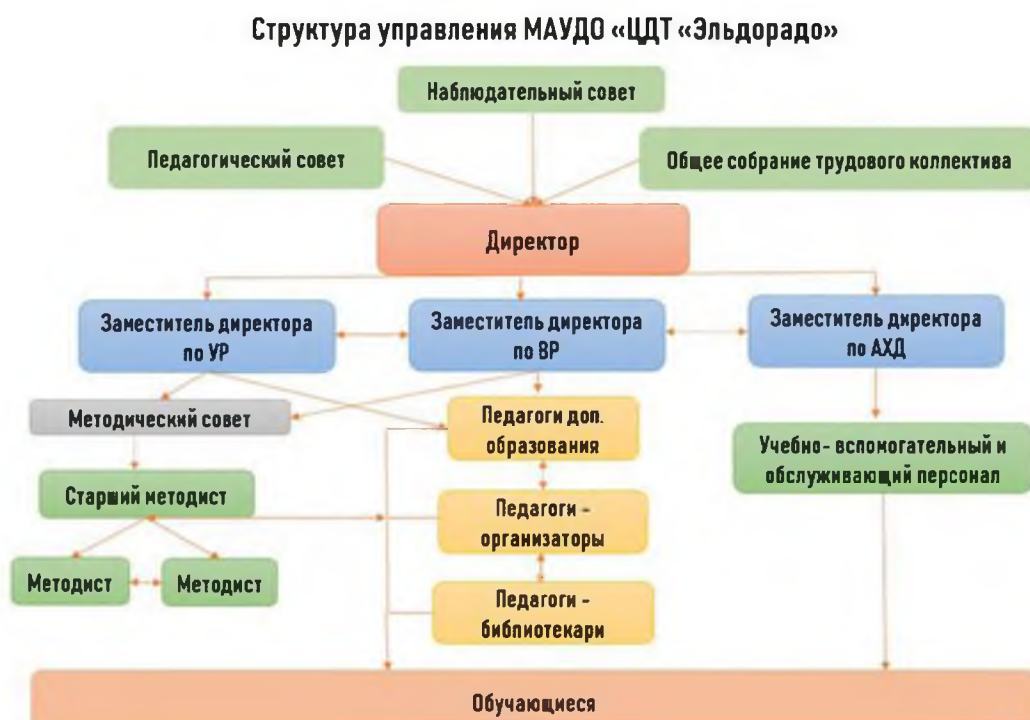 Структура управления МАУДО «ЦДТ «Эльдорадо»
Наблюдательный совет
Педагогический совет
Общее собрание трудового коллектива
Директор
Заместитель директора
по УР
Заместитель директора
по ВР
Заместитель директора
по АХД
Методический совет
Педагоги доп.
образования
Учебно- вспомогательный и
обслуживающий персонал
Старший методист
Педагоги -
организаторы
Методист
Методист
Педагоги -
библиотекари
Обучающиеся